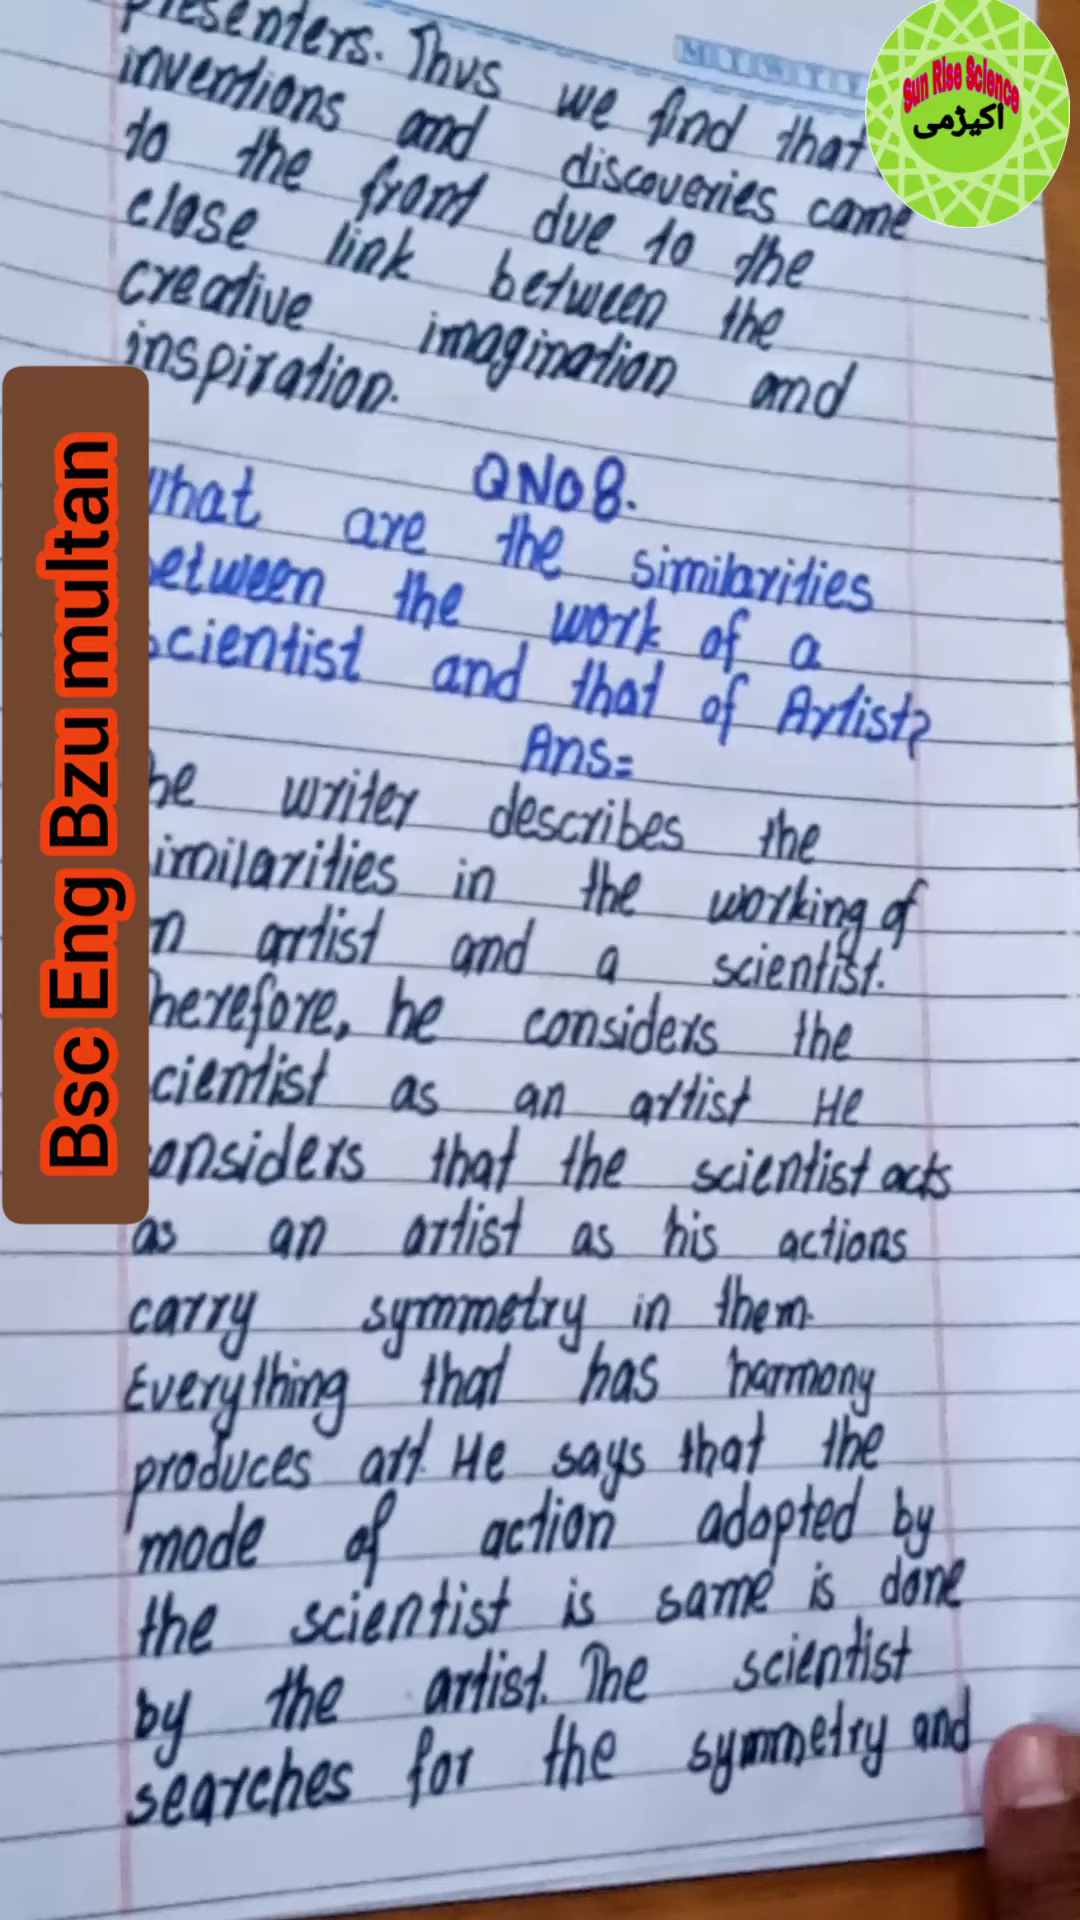 presenters. Thus we find that
inventions and discoveries came
to the front due to the
close link between the
creative imagination and
inspiration.
QNO8.
What are the similarities
between the work of a
scientist and that of Artist?
Ans=
he writer describes the
imilarities in the working of
n artist and a scientist.
herefore, he considers the
cientist as an artist He
onsiders that the scientist acts
as an artist as his actions
carry symmetry in them.
Everything that has harmony
produces art. He says that the
mode of action adopted by
the scientist is same is done
by the artist. The scientist
searches for the symmetry and
Sun Rise Science
اکیڈمی
Bsc Eng Bzu multan